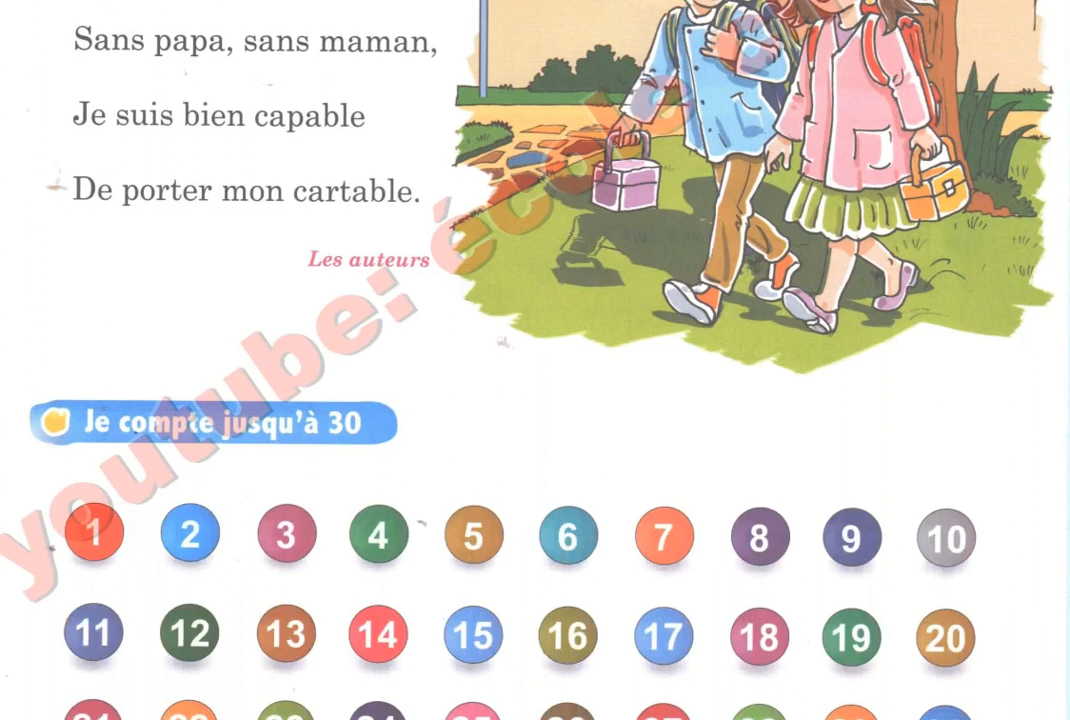 Sans papa, sans maman,
Je suis bien capable
De porter mon cartable.
Les auteurs
youtube: école
Je compte jusqu'à 30
1 2 3 4 5 6 7 8 9 10
11 12 13 14 15 16 17 18 19 20